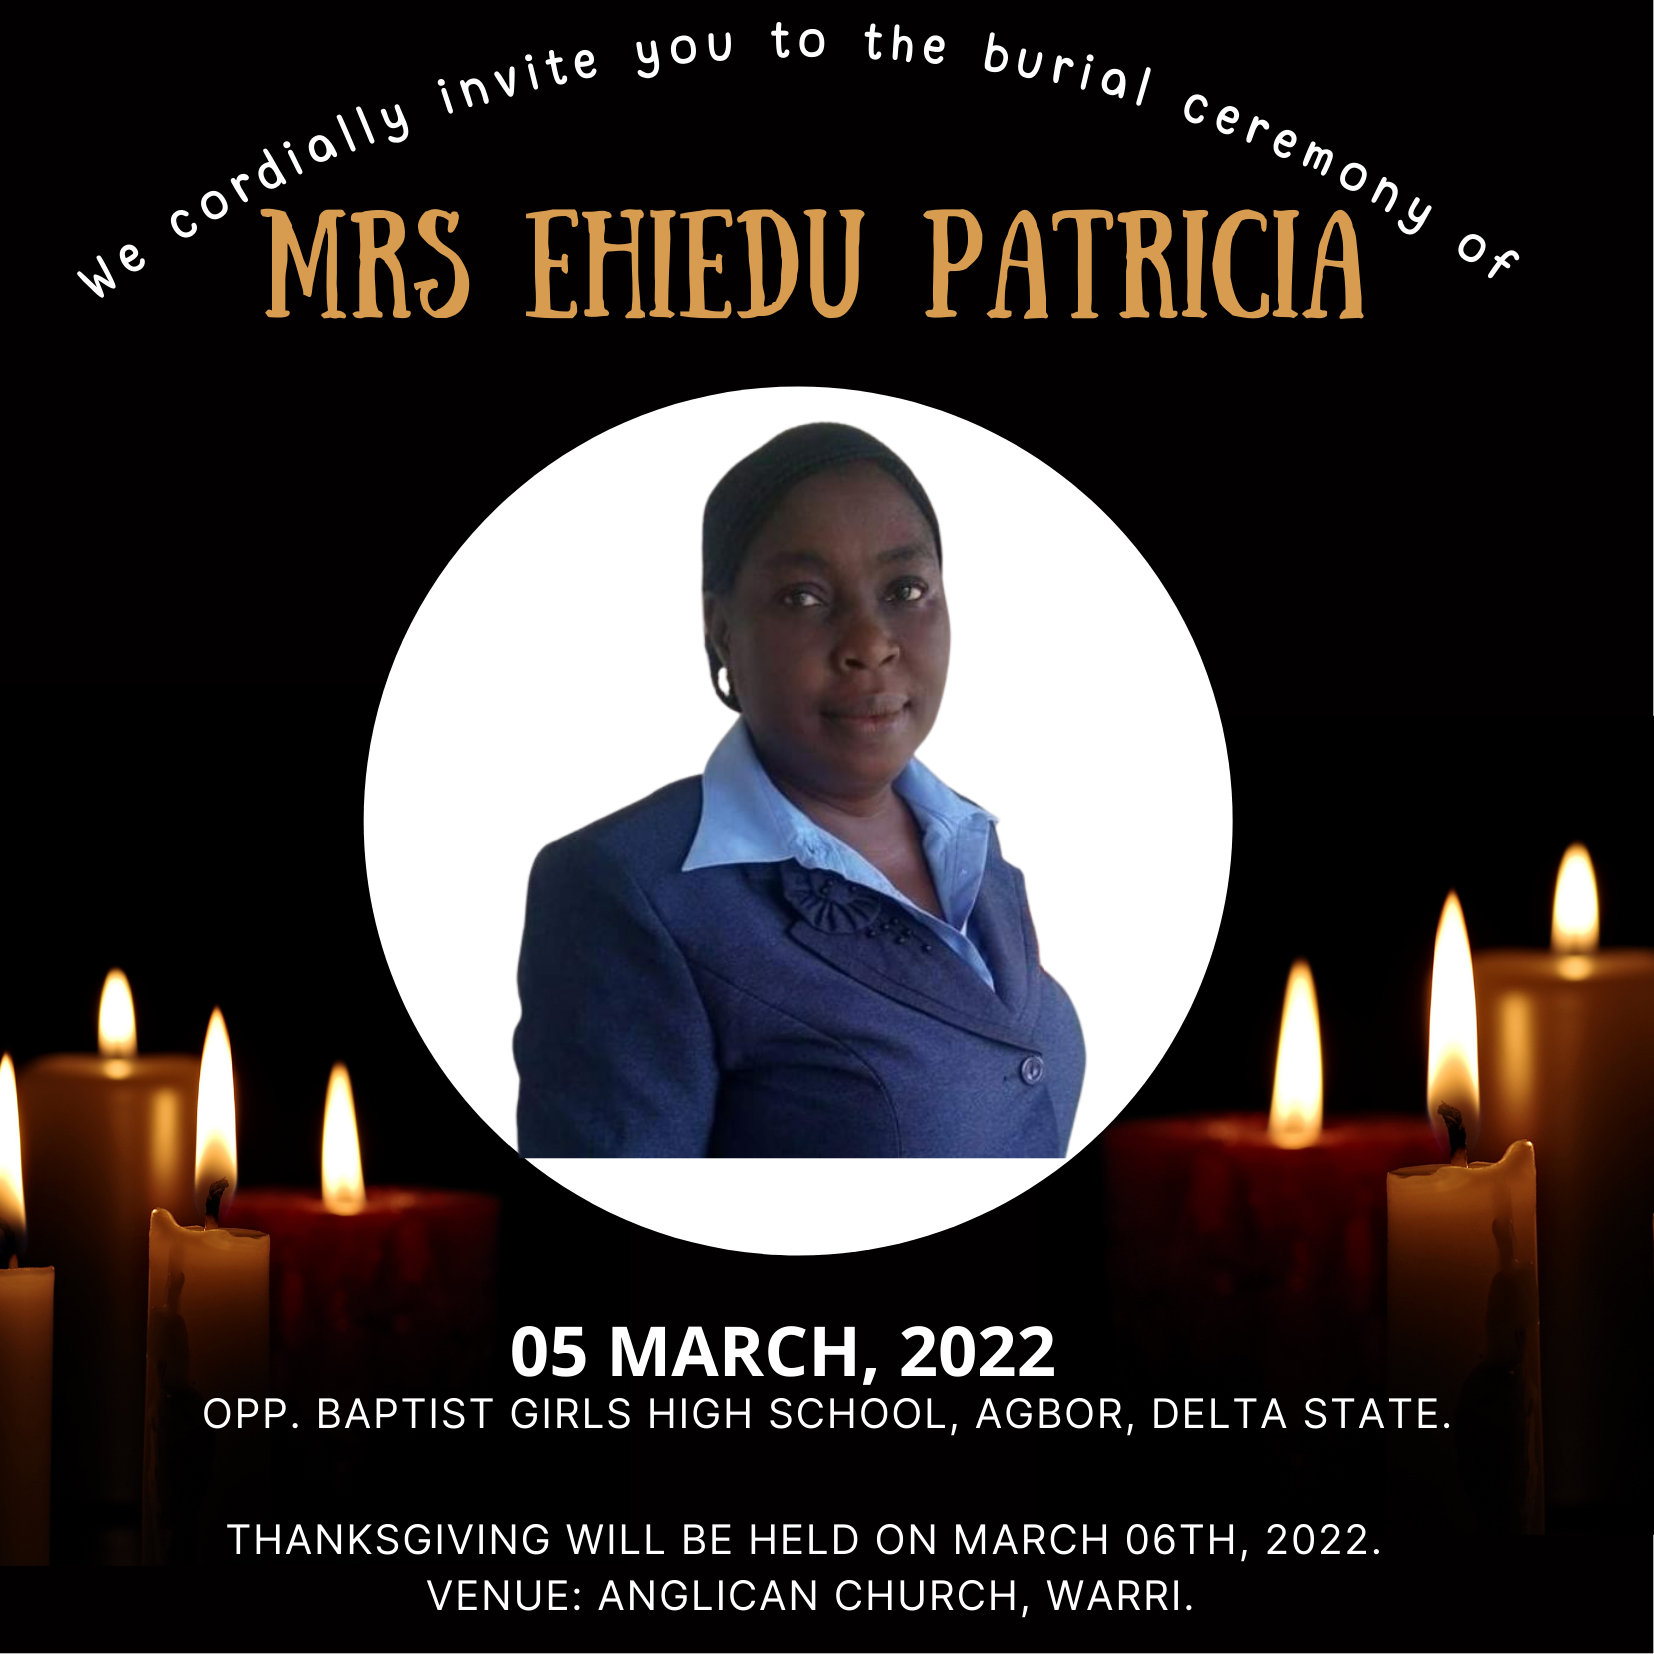 We cordially invite you to the burial ceremony of
MRS EHIEDU PATRICIA
05 MARCH, 2022
OPP. BAPTIST GIRLS HIGH SCHOOL, AGBOR, DELTA STATE.
THANKSGIVING WILL BE HELD ON MARCH 06TH, 2022.
VENUE: ANGLICAN CHURCH, WARRI.